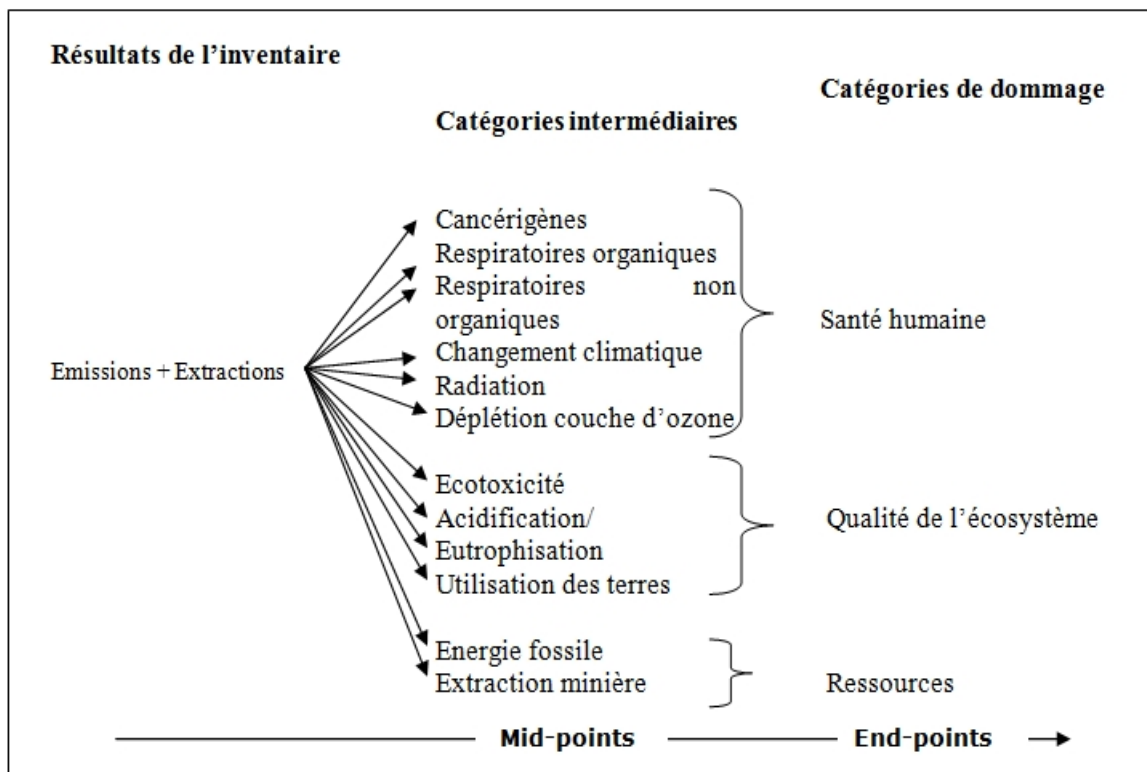 Résultats de l’inventaire
Catégories de dommage
Catégories intermédiaires
Cancérigènes
Respiratoires organiques
Respiratoires non
organiques
Santé humaine
Changement climatique
Emissions + Extractions
Radiation
Déplétion couche d’ozone
Ecotoxicité
Acidification/
Qualité de l’écosystème
Eutrophisation
Utilisation des terres
Energie fossile
Extraction minière
Ressources
Mid-points
End-points